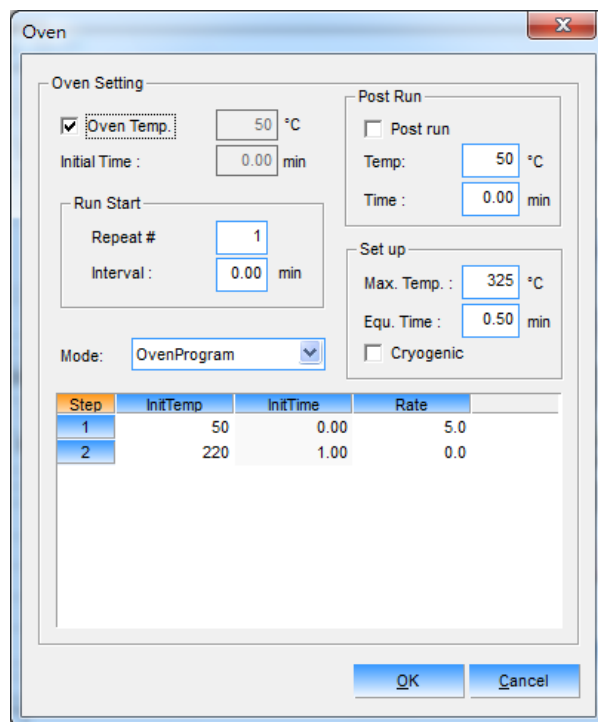 Oven
Oven Setting
Oven Temp. 50 °C
Initial Time : 0.00 min
Run Start
Repeat # 1
Interval : 0.00 min
Mode: OvenProgram
Post Run
Post run
Temp: 50 °C
Time : 0.00 min
Set up
Max. Temp. : 325 °C
Equ. Time : 0.50 min
Cryogenic
Step InitTemp InitTime Rate
1 50 0.00 5.0
2 220 1.00 0.0
OK Cancel